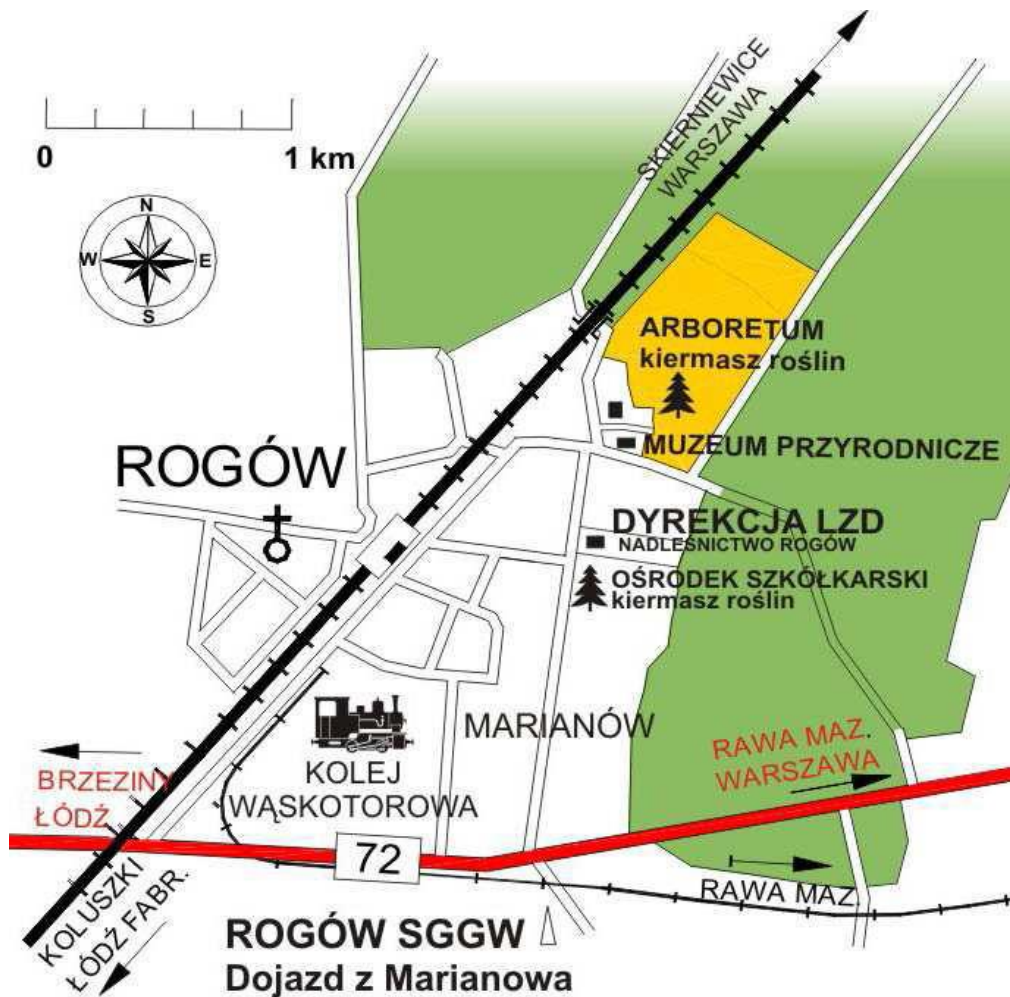 SKIERNIEWICE
WARSZAWA
0 1 km
N
W E
S
ARBORETUM
kiermasz roślin
MUZEUM PRZYRODNICZE
ROGÓW
DYREKCJA LZD
NADLEŚNICTWO ROGÓW
OŚRODEK SZKÓŁKARSKI
kiermasz roślin
MARIANÓW
RAWA MAZ.
WARSZAWA
BRZEZINY
ŁÓDŹ
KOLEJ
WĄSKOTOROWA
72
RAWA MAZ
KOLUSZKI
ŁÓDŹ FABR.
ROGÓW SGGW
Dojazd z Marianowa